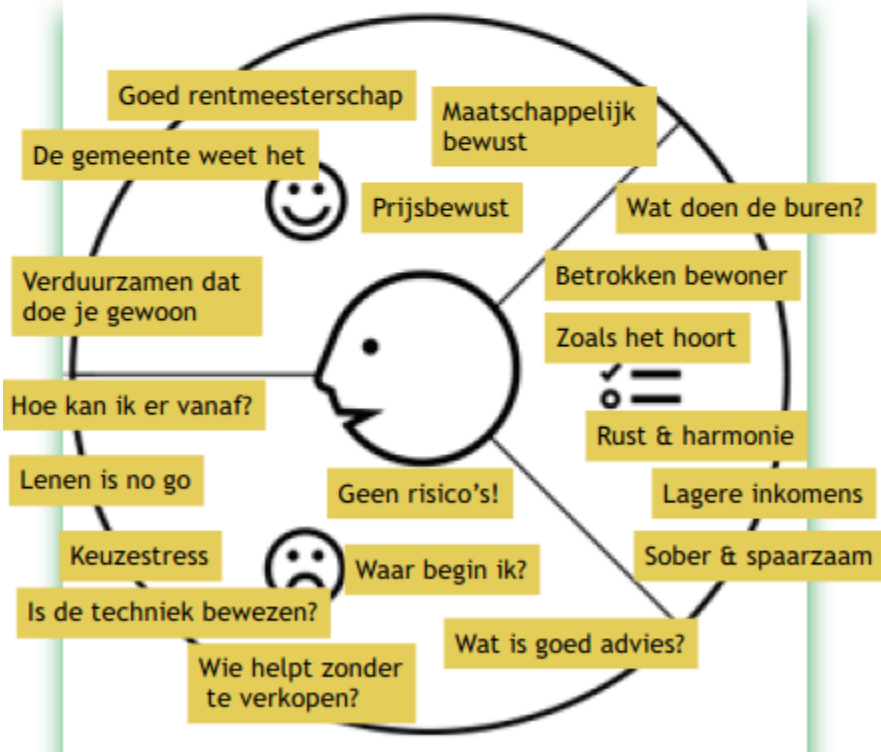 Goed rentmeesterschap
Maatschappelijk
bewust
De gemeente weet het
Prijsbewust
Wat doen de buren?
Verduurzamen dat
doe je gewoon
Betrokken bewoner
Zoals het hoort
Hoe kan ik er vanaf?
Rust & harmonie
Lenen is no go
Geen risico's!
Lagere inkomens
Keuzestress
Waar begin ik?
Sober & spaarzaam
Is de techniek bewezen?
Wat is goed advies?
Wie helpt zonder
te verkopen?